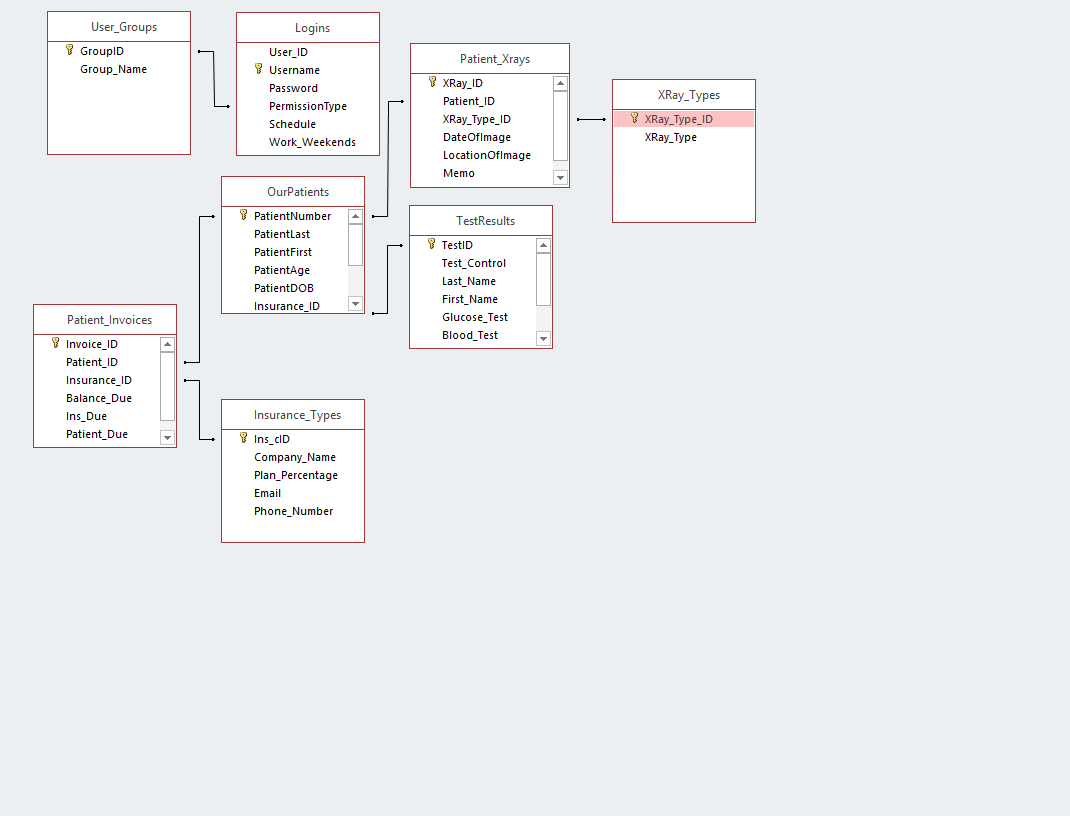 User_Groups
GroupID
Group_Name
Logins
User_ID
Username
Password
PermissionType
Schedule
Work_Weekends
Patient_Xrays
XRay_ID
Patient_ID
XRay_Type_ID
DateOfImage
LocationOfImage
Memo
XRay_Types
XRay_Type_ID
XRay_Type
OurPatients
PatientNumber
PatientLast
PatientFirst
PatientAge
PatientDOB
Insurance_ID
TestResults
TestID
Test_Control
Last_Name
First_Name
Glucose_Test
Blood_Test
Patient_Invoices
Invoice_ID
Patient_ID
Insurance_ID
Balance_Due
Ins_Due
Patient_Due
Insurance_Types
Ins_cID
Company_Name
Plan_Percentage
Email
Phone_Number